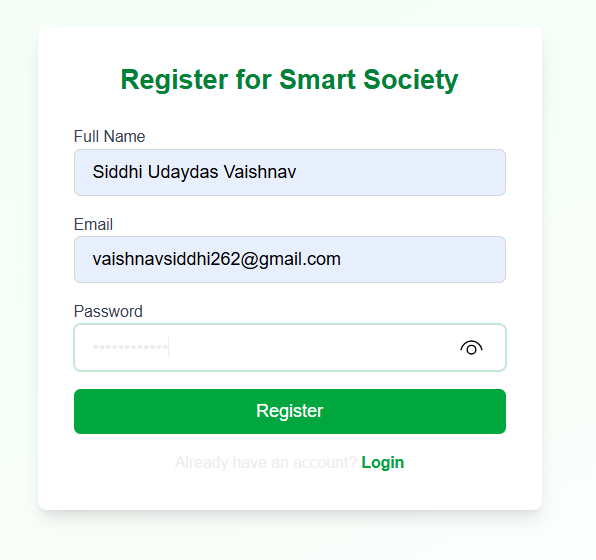 Register for Smart Society
Full Name
Siddhi Udaydas Vaishnav
Email
vaishnavsiddhi262@gmail.com
Password
••••••••••••
Register
Already have an account? Login